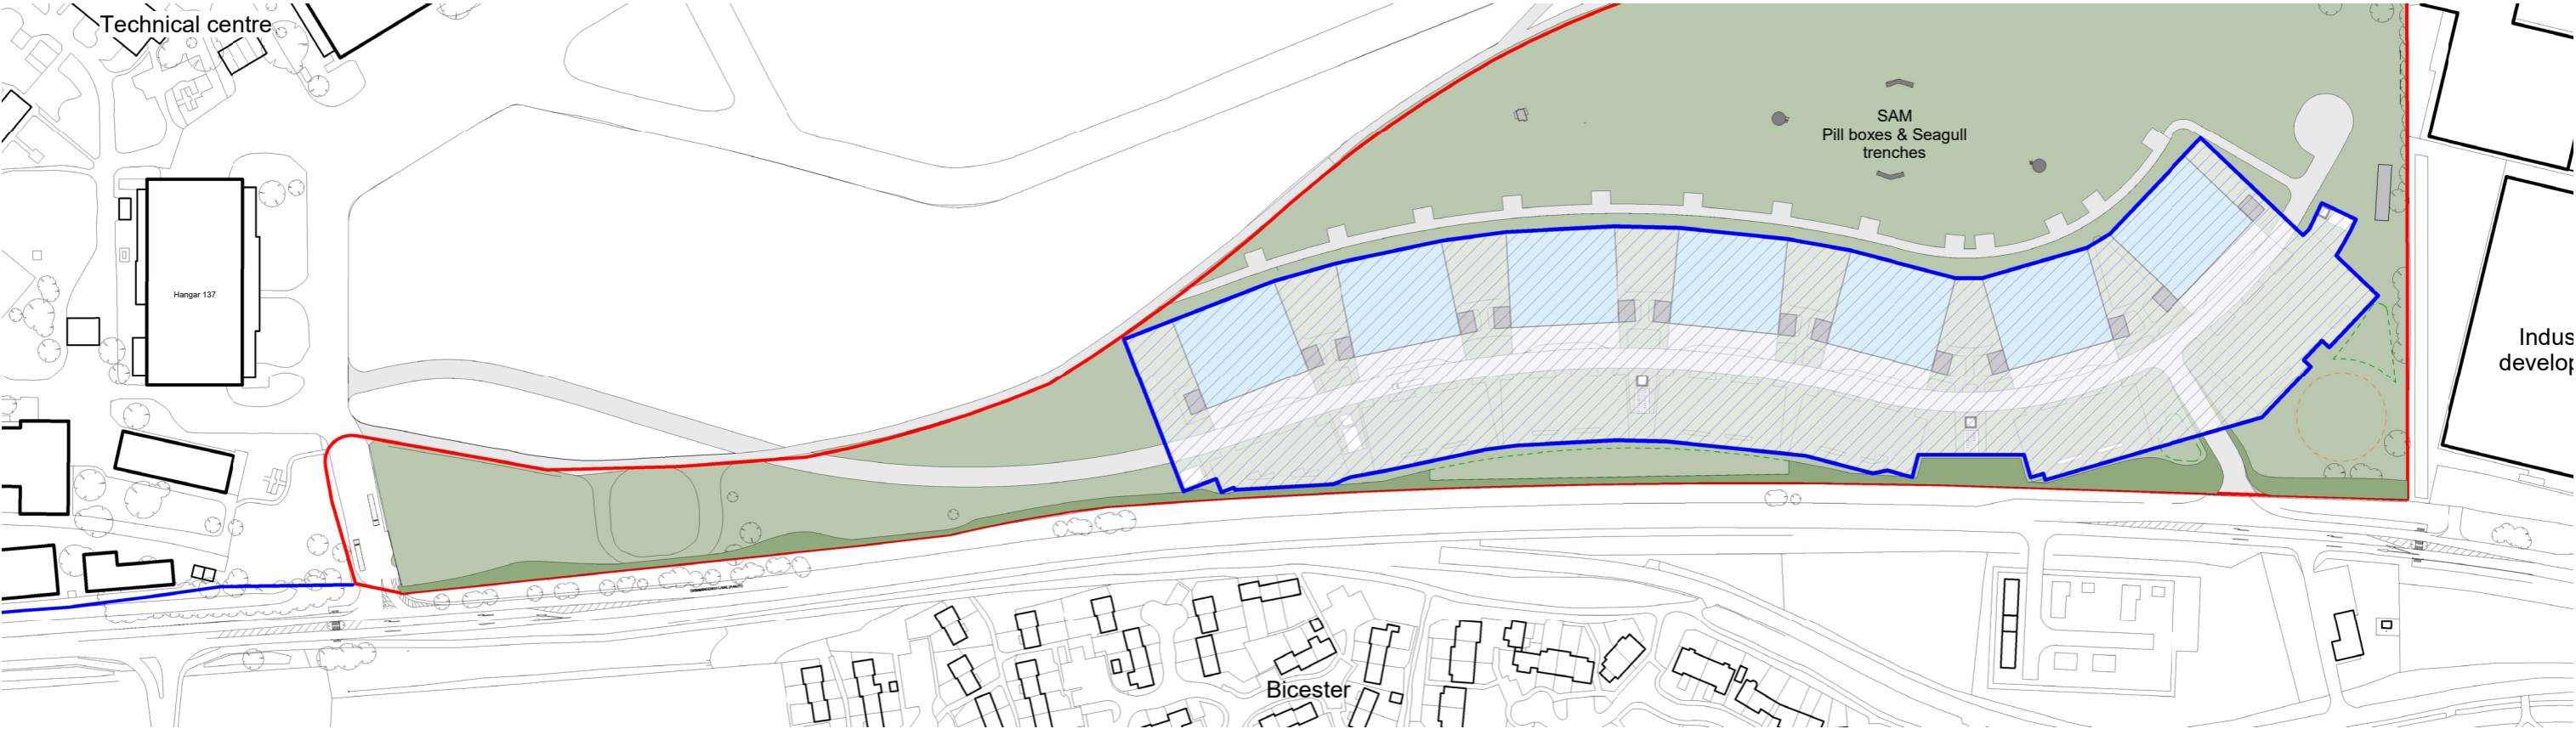 Technical centre
SAM
Pill boxes & Seagull
trenches
Hangar 137
Indus
develop
Bicester